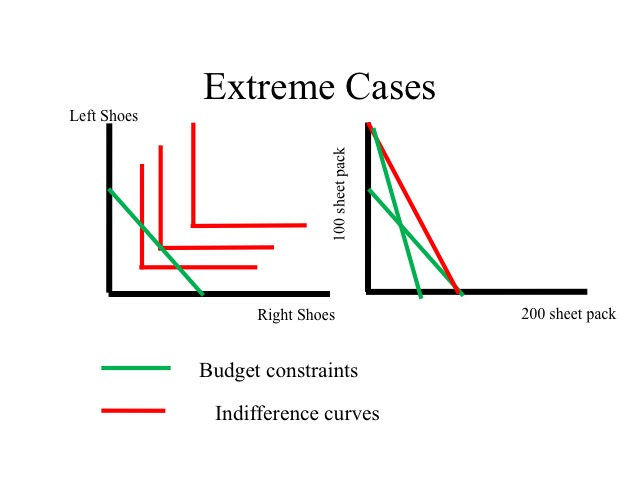 Extreme Cases
Left Shoes
100 sheet pack
Right Shoes
200 sheet pack
Budget constraints
Indifference curves